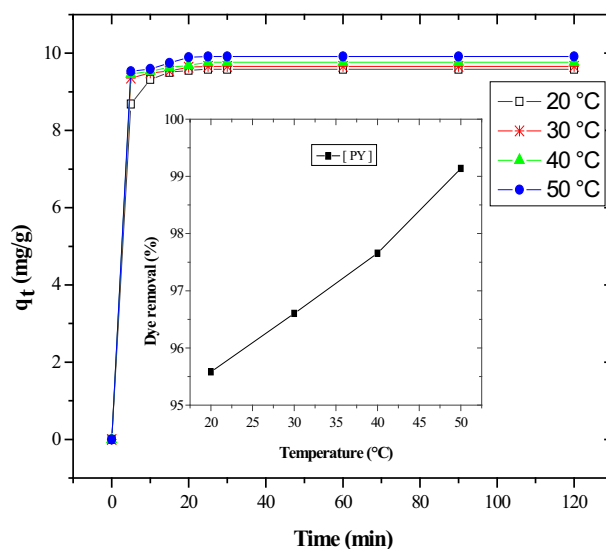 10
8
6
4
2
0
q_t (mg/g)
0 20 40 60 80 100 120
Time (min)
20 °C
30 °C
40 °C
50 °C
100
99
98
97
96
95
Dye removal (%)
[ PY ]
20 25 30 35 40 45 50
Temperature (°C)